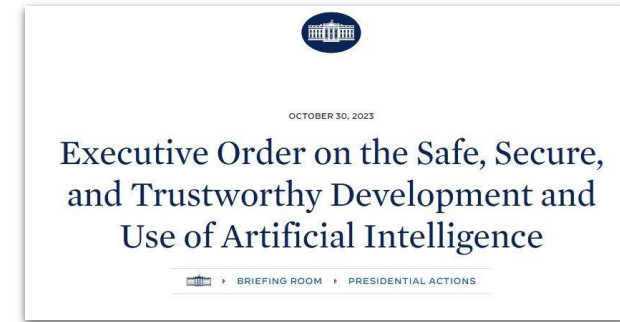 OCTOBER 30, 2023
Executive Order on the Safe, Secure,
and Trustworthy Development and
Use of Artificial Intelligence
BRIEFING ROOM PRESIDENTIAL ACTIONS